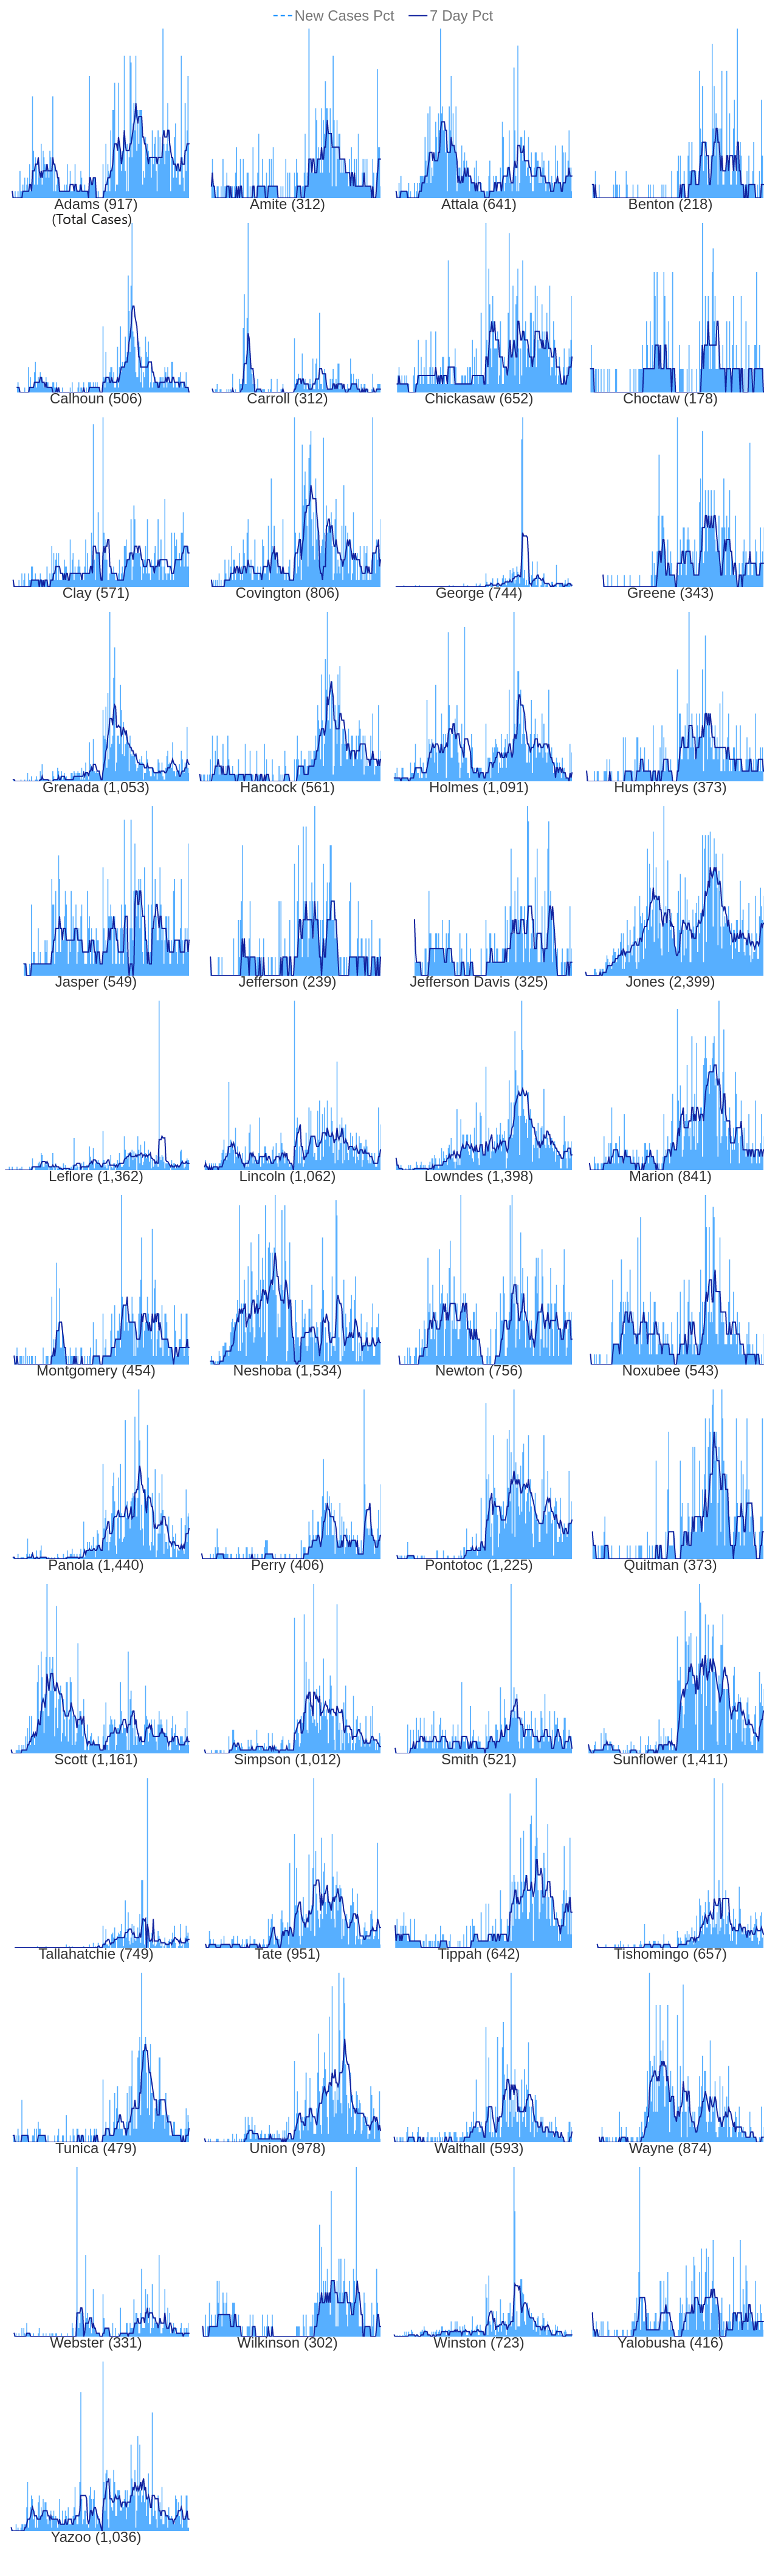 New Cases Pct 7 Day Pct
Adams (917) Amite (312) Attala (641) Benton (218)
(Total Cases)
Calhoun (506) Carroll (312) Chickasaw (652) Choctaw (178)
Clay (571) Covington (806) George (744) Greene (343)
Grenada (1,053) Hancock (561) Holmes (1,091) Humphreys (373)
Jasper (549) Jefferson (239) Jefferson Davis (325) Jones (2,399)
Leflore (1,362) Lincoln (1,062) Lowndes (1,398) Marion (841)
Montgomery (454) Neshoba (1,534) Newton (756) Noxubee (543)
Panola (1,440) Perry (406) Pontotoc (1,225) Quitman (373)
Scott (1,161) Simpson (1,012) Smith (521) Sunflower (1,411)
Tallahatchie (749) Tate (951) Tippah (642) Tishomingo (657)
Tunica (479) Union (978) Walthall (593) Wayne (874)
Webster (331) Wilkinson (302) Winston (723) Yalobusha (416)
Yazoo (1,036)